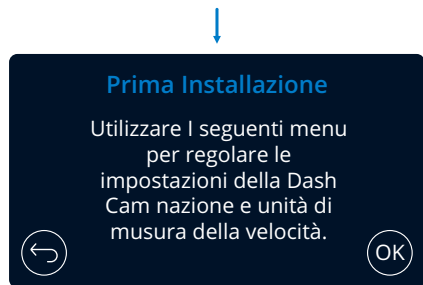 Prima Installazione
Utilizzare I seguenti menu
per regolare le
impostazioni della Dash
Cam nazione e unità di
musura della velocità.
OK